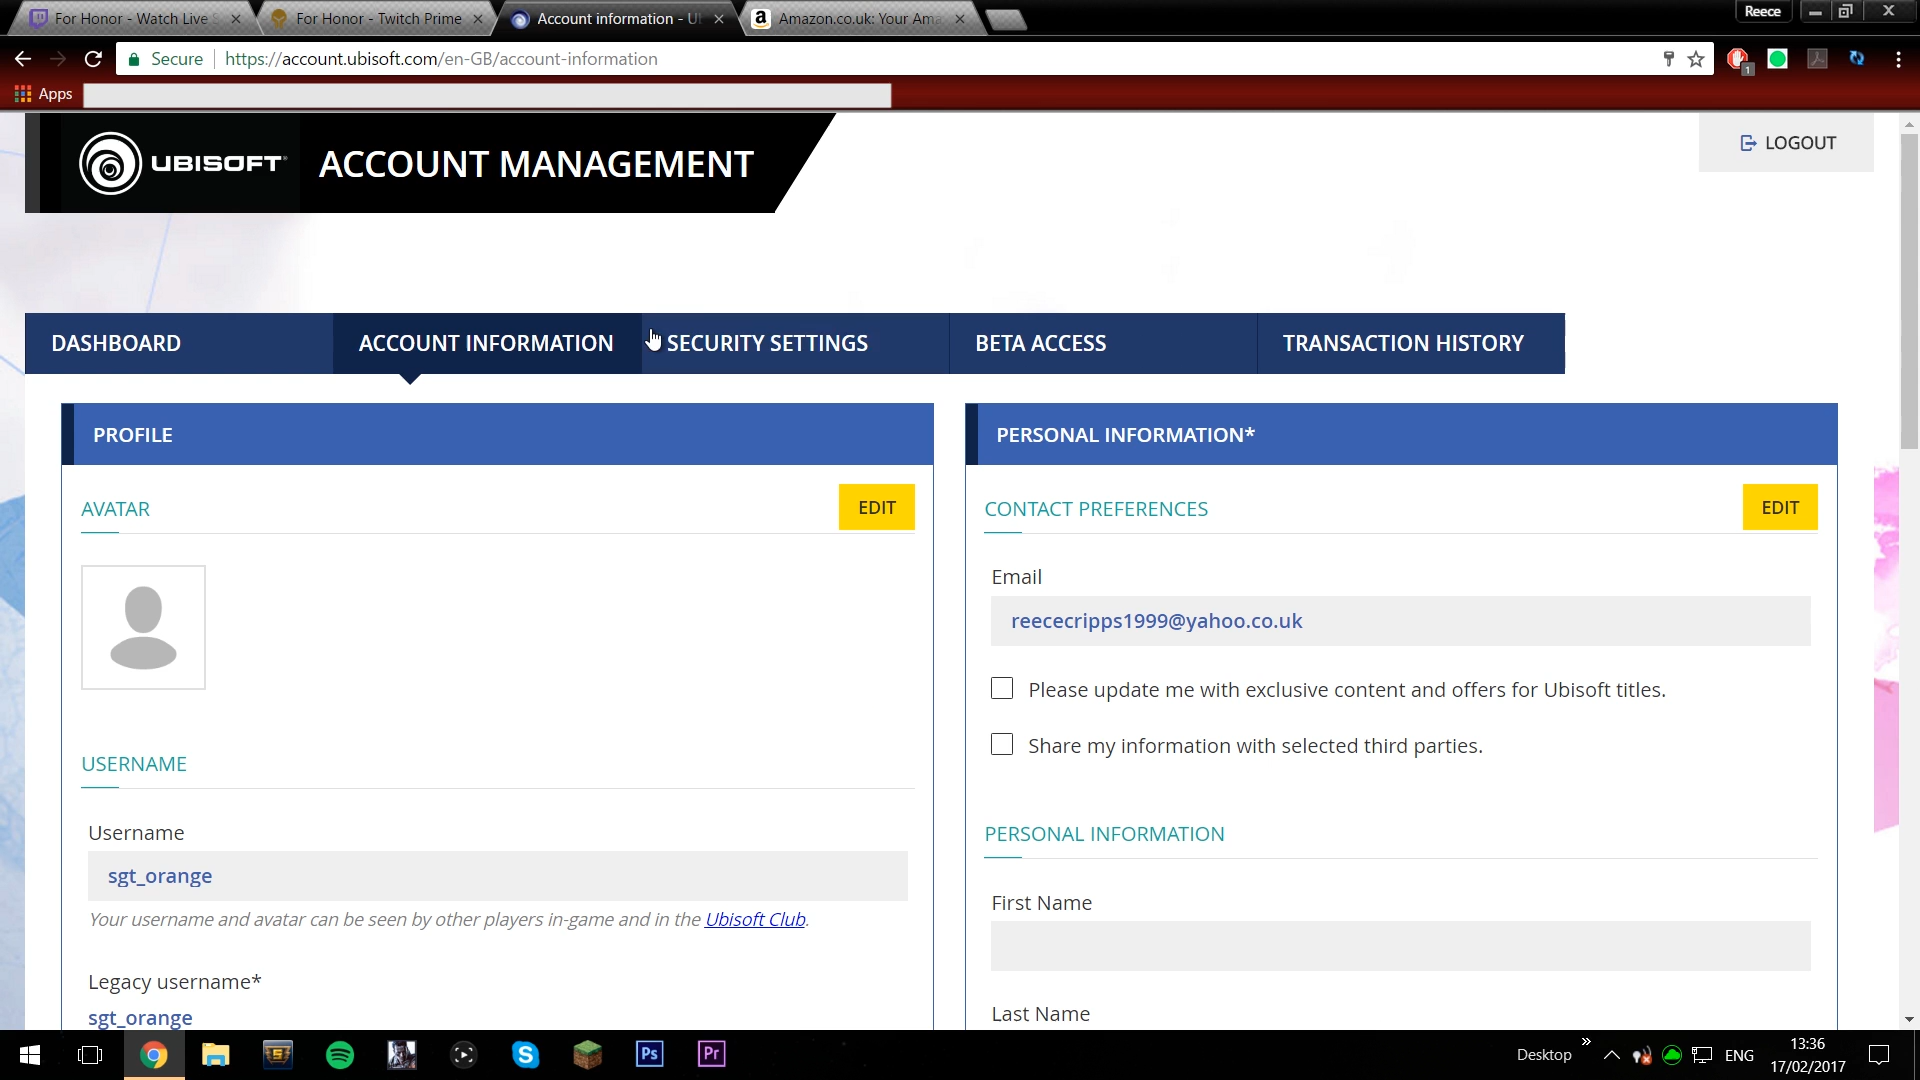 For Honor - Watch Live S
For Honor - Twitch Prime
Account information - U
Amazon.co.uk: Your Ama
Reece
Secure
https://account.ubisoft.com/en-GB/account-information
1
Apps
UBISOFT
ACCOUNT MANAGEMENT
LOGOUT
DASHBOARD
ACCOUNT INFORMATION
SECURITY SETTINGS
BETA ACCESS
TRANSACTION HISTORY
PROFILE
AVATAR
EDIT
USERNAME
Username
sgt_orange
Your username and avatar can be seen by other players in-game and in the Ubisoft Club.
Legacy username*
sgt_orange
PERSONAL INFORMATION*
CONTACT PREFERENCES
EDIT
Email
reececripps1999@yahoo.co.uk
Please update me with exclusive content and offers for Ubisoft titles.
Share my information with selected third parties.
PERSONAL INFORMATION
First Name
Last Name
Ps
Pr
Desktop
ENG
13:36
17/02/2017